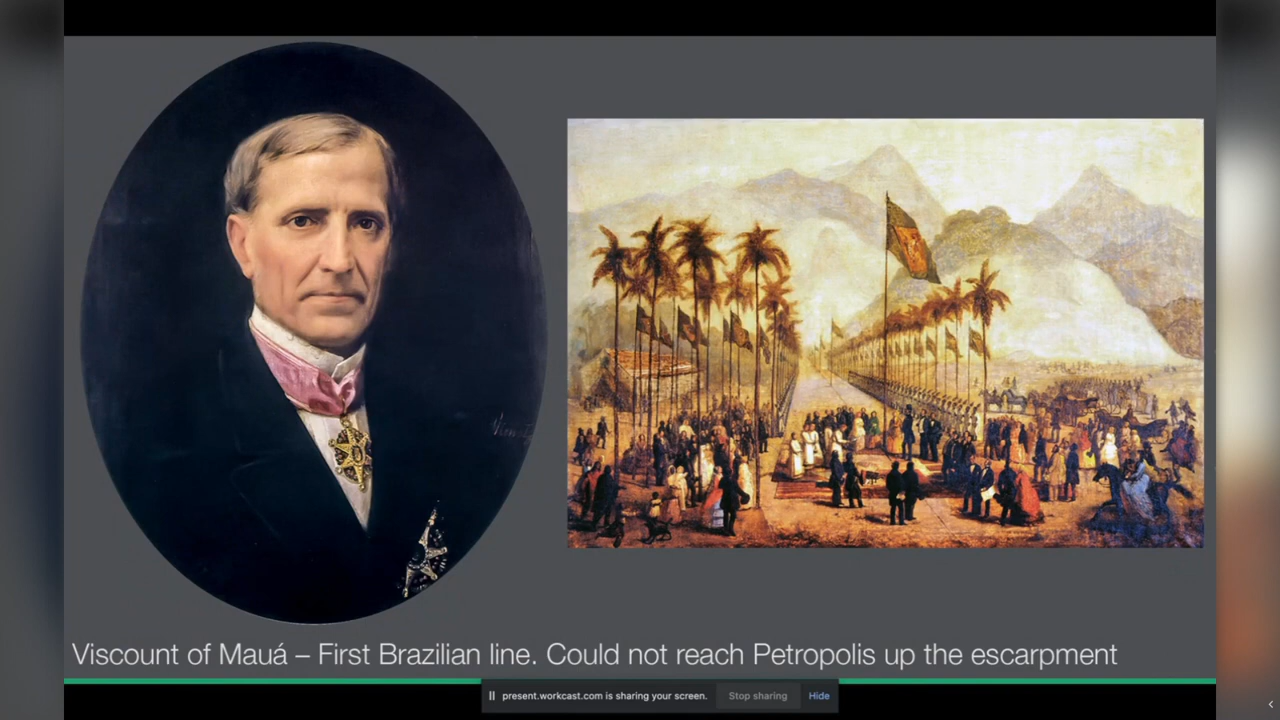 Viscount of Mauá – First Brazilian line. Could not reach Petropolis up the escarpment
present.workcast.com is sharing your screen. Stop sharing Hide